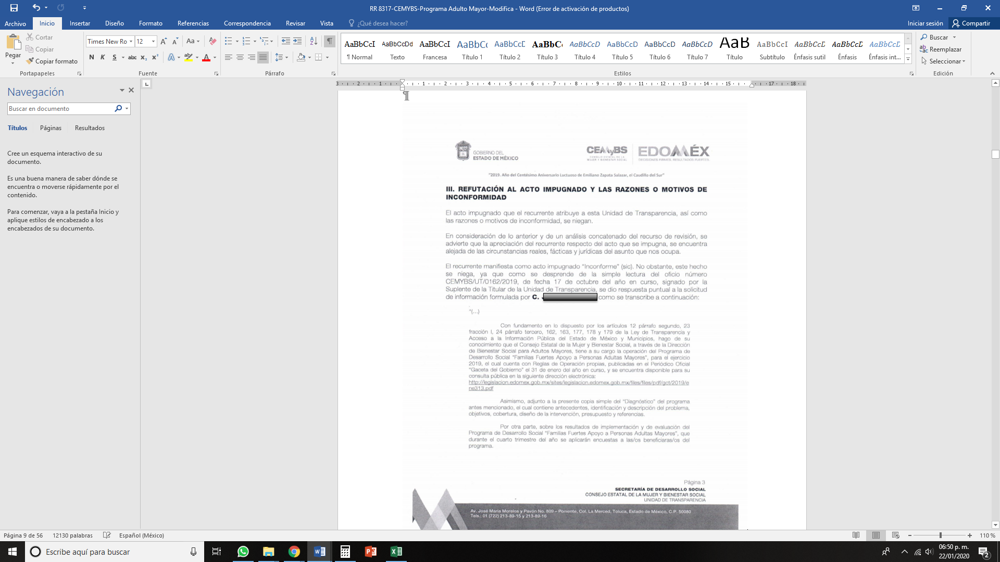 RR 8317-CEMYBS-Programa Adulto Mayor-Modifica - Word (Error de activación de productos)
Archivo Inicio Insertar Diseño Formato Referencias Correspondencia Revisar Vista ¿Qué desea hacer? Iniciar sesión Compartir
Pegar
Cortar
Copiar
Copiar formato
Portapapeles
Times New Ro 12
Fuente
Párrafo
AaBbCcI AaBbCcDd AaBbCcI AaBbCc AaBbCcD AaBbC AaBbCcD AaBbCcD AaBbCcD AaBbCcD AaB AaBbCcI AaBbCcD AaBbCcD AaBbCcD
¶ Normal Texto Francesa Título 1 Título 2 Título 3 Título 4 Título 5 Título 6 Título 7 Título Subtítulo Énfasis sutil Énfasis Énfasis int...
Estilos
Buscar
Reemplazar
Seleccionar
Edición
Navegación
Buscar en documento
Títulos Páginas Resultados
Cree un esquema interactivo de su
documento.
Es una buena manera de saber dónde se
encuentra o moverse rápidamente por el
contenido.
Para comenzar, vaya a la pestaña Inicio y
aplique estilos de encabezado a los
encabezados de su documento.
3 2 1 1 2 3 4 5 6 7 8 9 10 11 12 13 14 15 17 18
¶
GOBIERNO DEL
ESTADO DE MÉXICO
CEMyBS
CONSEJO ESTATAL DE LA
MUJER Y BIENESTAR SOCIAL
EDOMÉX
DECISIONES FIRMES, RESULTADOS FUERTES.
"2019. Año del Centésimo Aniversario Luctuoso de Emiliano Zapata Salazar, el Caudillo del Sur"
III. REFUTACIÓN AL ACTO IMPUGNADO Y LAS RAZONES O MOTIVOS DE
INCONFORMIDAD
El acto impugnado que el recurrente atribuye a esta Unidad de Transparencia, así como
las razones o motivos de inconformidad, se niegan.
En consideración de lo anterior y de un análisis concatenado del recurso de revisión, se
advierte que la apreciación del recurrente respecto del acto que se impugna, se encuentra
alejada de las circunstancias reales, fácticas y jurídicas del asunto que nos ocupa.
El recurrente manifiesta como acto impugnado "Inconforme" (sic). No obstante, este hecho
se niega, ya que como se desprende de la simple lectura del oficio número
CEMYBS/UT/0162/2019, de fecha 17 de octubre del año en curso, signado por la
Suplente de la Titular de la Unidad de Transparencia, se dio respuesta puntual a la solicitud
de información formulada por C. como se transcribe a continuación:
"(...)
Con fundamento en lo dispuesto por los artículos 12 párrafo segundo, 23
fracción I, 24 párrafo tercero, 162, 163, 177, 178 y 179 de la Ley de Transparencia y
Acceso a la Información Pública del Estado de México y Municipios, hago de su
conocimiento que el Consejo Estatal de la Mujer y Bienestar Social, a través de la Dirección
de Bienestar Social para Adultos Mayores, tiene a su cargo la operación del Programa de
Desarrollo Social "Familias Fuertes Apoyo a Personas Adultas Mayores", para el ejercicio
2019, el cual cuenta con Reglas de Operación propias, publicadas en el Periódico Oficial
"Gaceta del Gobierno" el 31 de enero del año en curso, y se encuentra disponible para su
consulta pública en la siguiente dirección electrónica:
http://legislacion.edomex.gob.mx/sites/legislacion.edomex.gob.mx/files/files/pdf/gct/2019/e
ne313.pdf
Asimismo, adjunto a la presente copia simple del "Diagnóstico" del programa
antes mencionado, el cual contiene antecedentes, identificación y descripción del problema,
objetivos, cobertura, diseño de la intervención, presupuesto y referencias.
Por otra parte, sobre los resultados de implementación y de evaluación del
Programa de Desarrollo Social "Familias Fuertes Apoyo a Personas Adultas Mayores", que
durante el cuarto trimestre del año se aplicarán encuestas a las/os beneficiaras/os del
programa.
Página 3
SECRETARÍA DE DESARROLLO SOCIAL
CONSEJO ESTATAL DE LA MUJER Y BIENESTAR SOCIAL
UNIDAD DE TRANSPARENCIA
Av. José María Morelos y Pavón No. 809 – Poniente, Col. La Merced, Toluca, Estado de México, C.P. 50080
Tels.: 01 (722) 213-89-15 y 213-89-16
Página 9 de 56 12130 palabras Español (México) 110 %
Escribe aquí para buscar
06:50 p. m.
22/01/2020
2